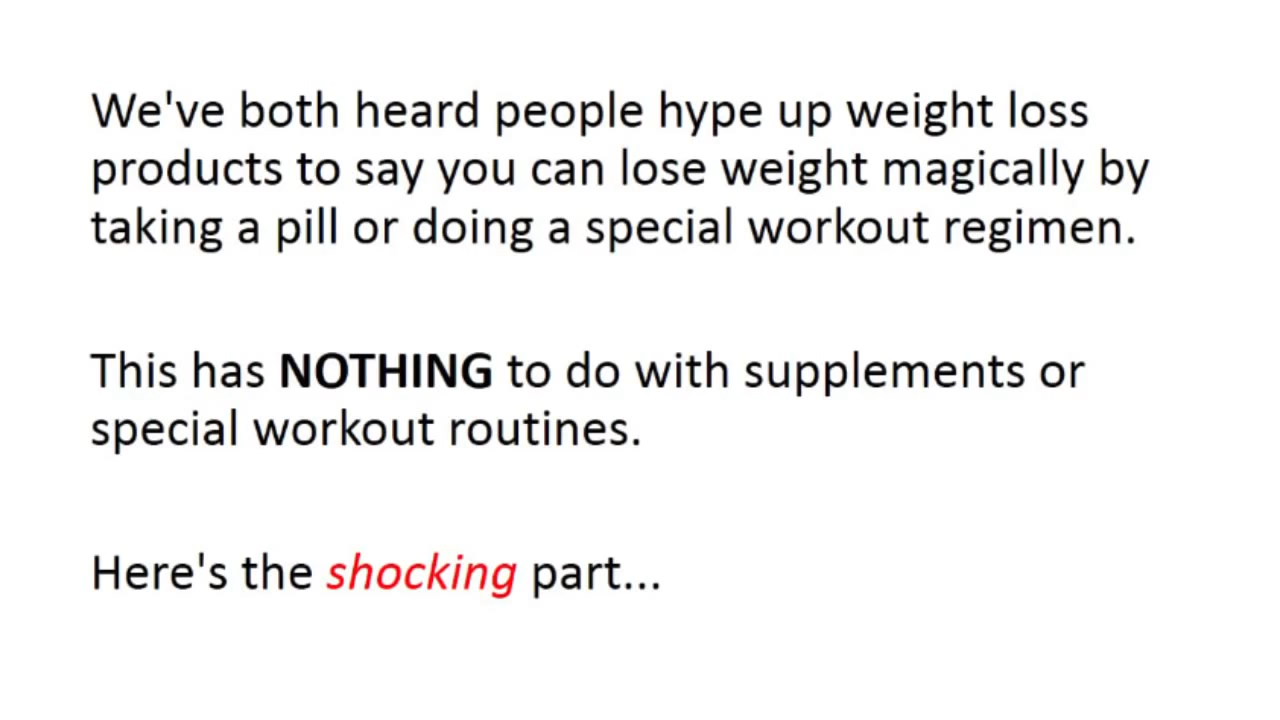 We've both heard people hype up weight loss
products to say you can lose weight magically by
taking a pill or doing a special workout regimen.
This has NOTHING to do with supplements or
special workout routines.
Here's the shocking part...